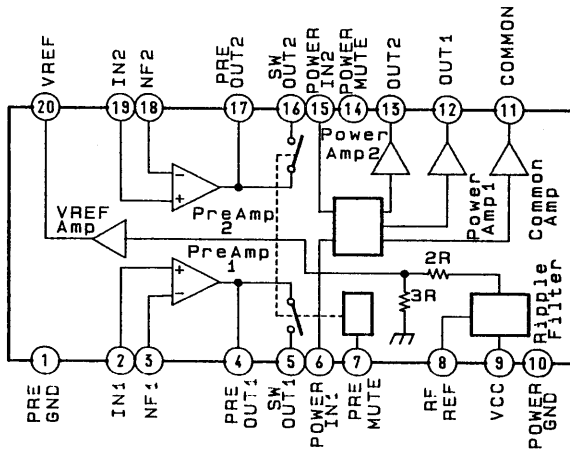 VREF
IN2
NF2
PRE
OUT2
SW
OUT2
POWER
IN2
POWER
MUTE
OUT2
OUT1
COMMON
20
19
18
17
16
15
14
13
12
11
Power
Amp2
Power
Amp1
Common
Amp
VREF
Amp
PreAmp
2
PreAmp
1
2R
3R
Ripple
Filter
- 
+
+
-
1
2
3
4
5
6
7
8
9
10
PRE
GND
IN1
NF1
PRE
OUT1
SW
OUT1
POWER
IN1
PRE
MUTE
RF
REF
VCC
POWER
GND